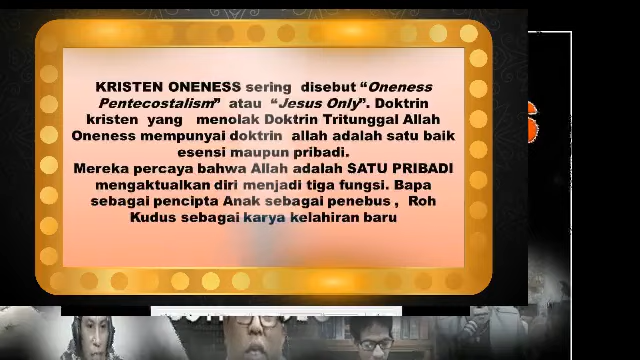 KRISTEN ONENESS sering disebut “Oneness
Pentecostalism” atau “Jesus Only”. Doktrin
kristen yang menolak Doktrin Tritunggal Allah
Oneness mempunyai doktrin allah adalah satu baik
esensi maupun pribadi.
Mereka percaya bahwa Allah adalah SATU PRIBADI
mengaktualkan diri menjadi tiga fungsi. Bapa
sebagai pencipta Anak sebagai penebus , Roh
Kudus sebagai karya kelahiran baru